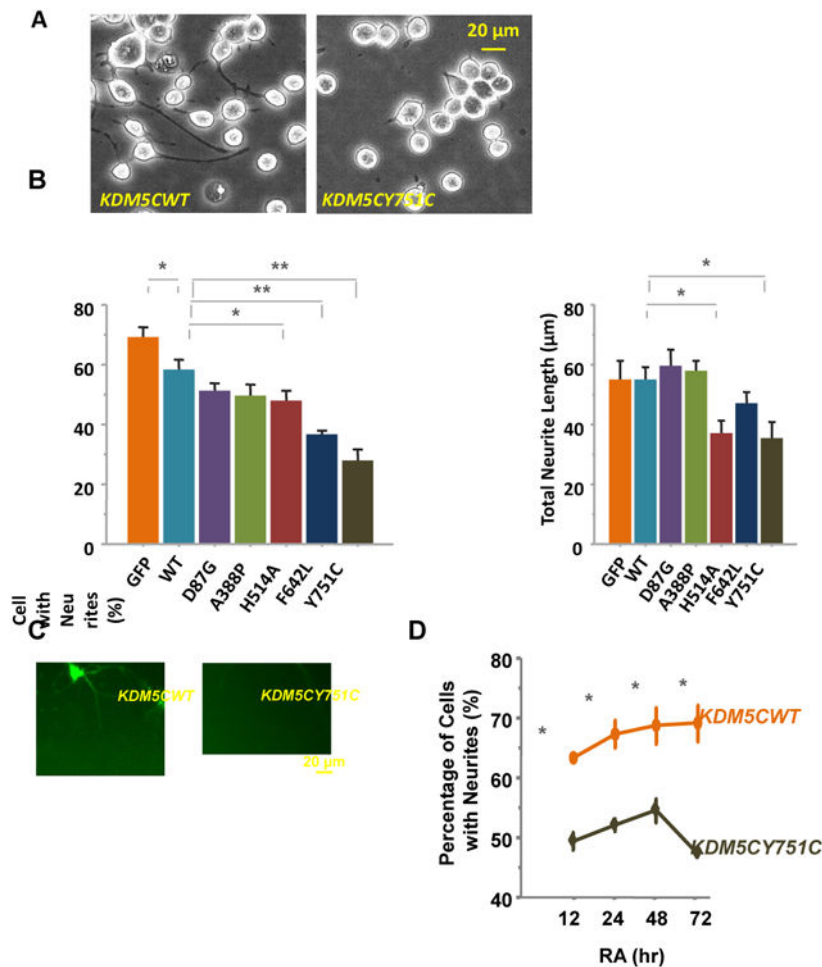 A
20 μm
KDM5CWT
KDM5CY751C
B
*
**
**
*
80
60
40
20
0
GFP
WT
D87G
A388P
H514A
F642L
Y751C
Cell
with
Neu
rites
(%)
*
*
Total Neurite Length (μm)
80
60
40
20
0
GFP
WT
D87G
A388P
H514A
F642L
Y751C
C
KDM5CWT
KDM5CY751C
20 μm
D
Percentage of Cells
with Neurites (%)
80
70
60
50
40
* * * *
KDM5CWT
KDM5CY751C
12 24 48 72
RA (hr)